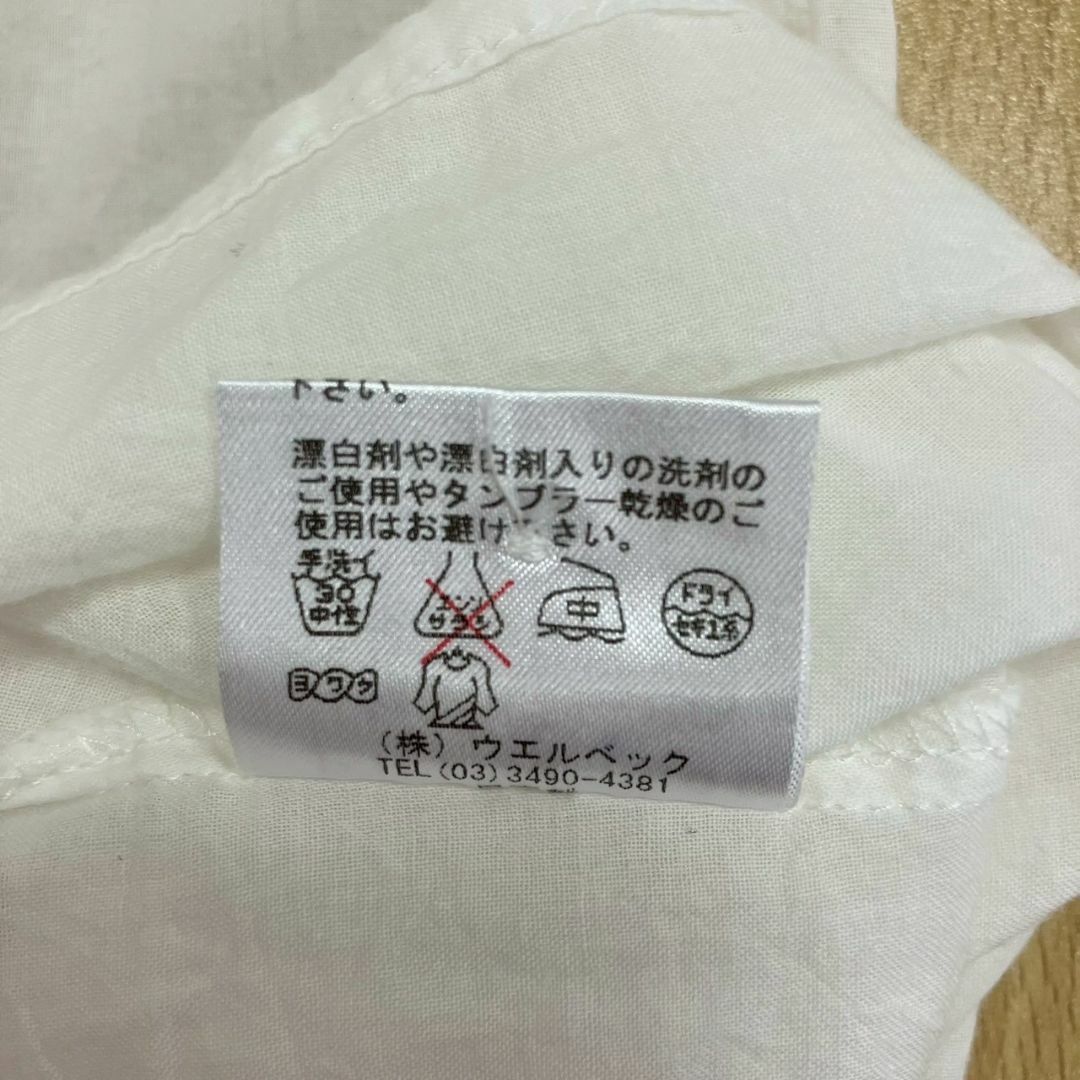 下さい。
漂白剤や漂白剤入りの洗剤の
ご使用やタンブラー乾燥のご
使用はお避け下さい。
手洗イ
30
中性
エンソ
サラシ
中
ドライ
セキユ系
ヨワク
(株) ウエルベック
TEL (03) 3490-4381